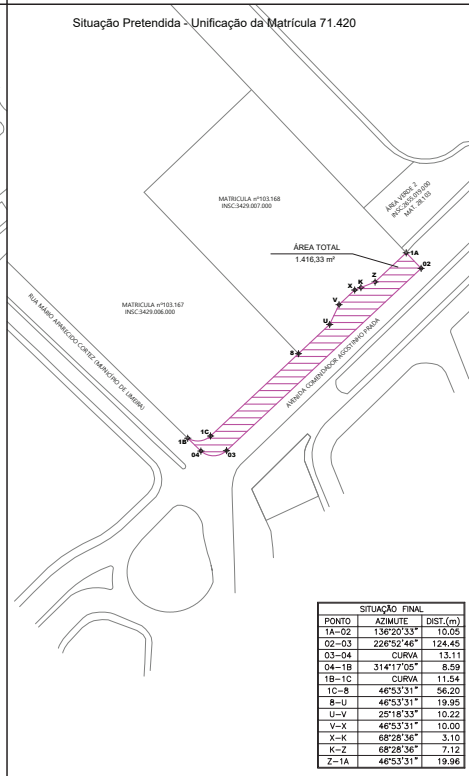 Situação Pretendida - Unificação da Matrícula 71.420
MATRICULA nº103.168
INSC:3429.007.000
ÁREA VERDE 2
INSC:2653.019.000
ÁREA TOTAL
1.416,33 m²
1A
02
Z
K
X
V
U
8
MATRICULA nº103.167
INSC:3429.006.000
RUA MÁRIO APARECIDO CORTEZ (MUNICÍPIO DE LIMEIRA)
AVENIDA COMENDADOR AGOSTINHO PRADA
1C
1B
04
03
SITUAÇÃO FINAL
PONTO AZIMUTE DIST.(m)
1A-02 136°20'33" 10.05
02-03 226°52'46" 124.45
03-04 CURVA 13.11
04-1B 314°17'05" 8.59
1B-1C CURVA 11.54
1C-8 46°53'31" 56.20
8-U 46°53'31" 19.95
U-V 25°18'33" 10.22
V-X 46°53'31" 10.00
X-K 68°28'36" 3.10
K-Z 68°28'36" 7.12
Z-1A 46°53'31" 19.96